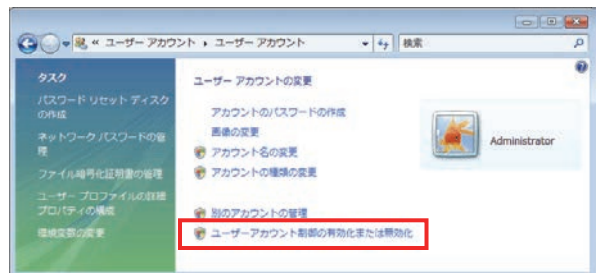 « ユーザー アカウント ▸ ユーザー アカウント
検索
タスク
パスワード リセット ディスク
の作成
ネットワーク パスワードの管
理
ファイル暗号化証明書の管理
ユーザー プロファイルの詳細
プロパティの構成
環境変数の変更
ユーザー アカウントの変更
アカウントのパスワードの作成
画像の変更
アカウント名の変更
アカウントの種類の変更
別のアカウントの管理
ユーザーアカウント制御の有効化または無効化
Administrator